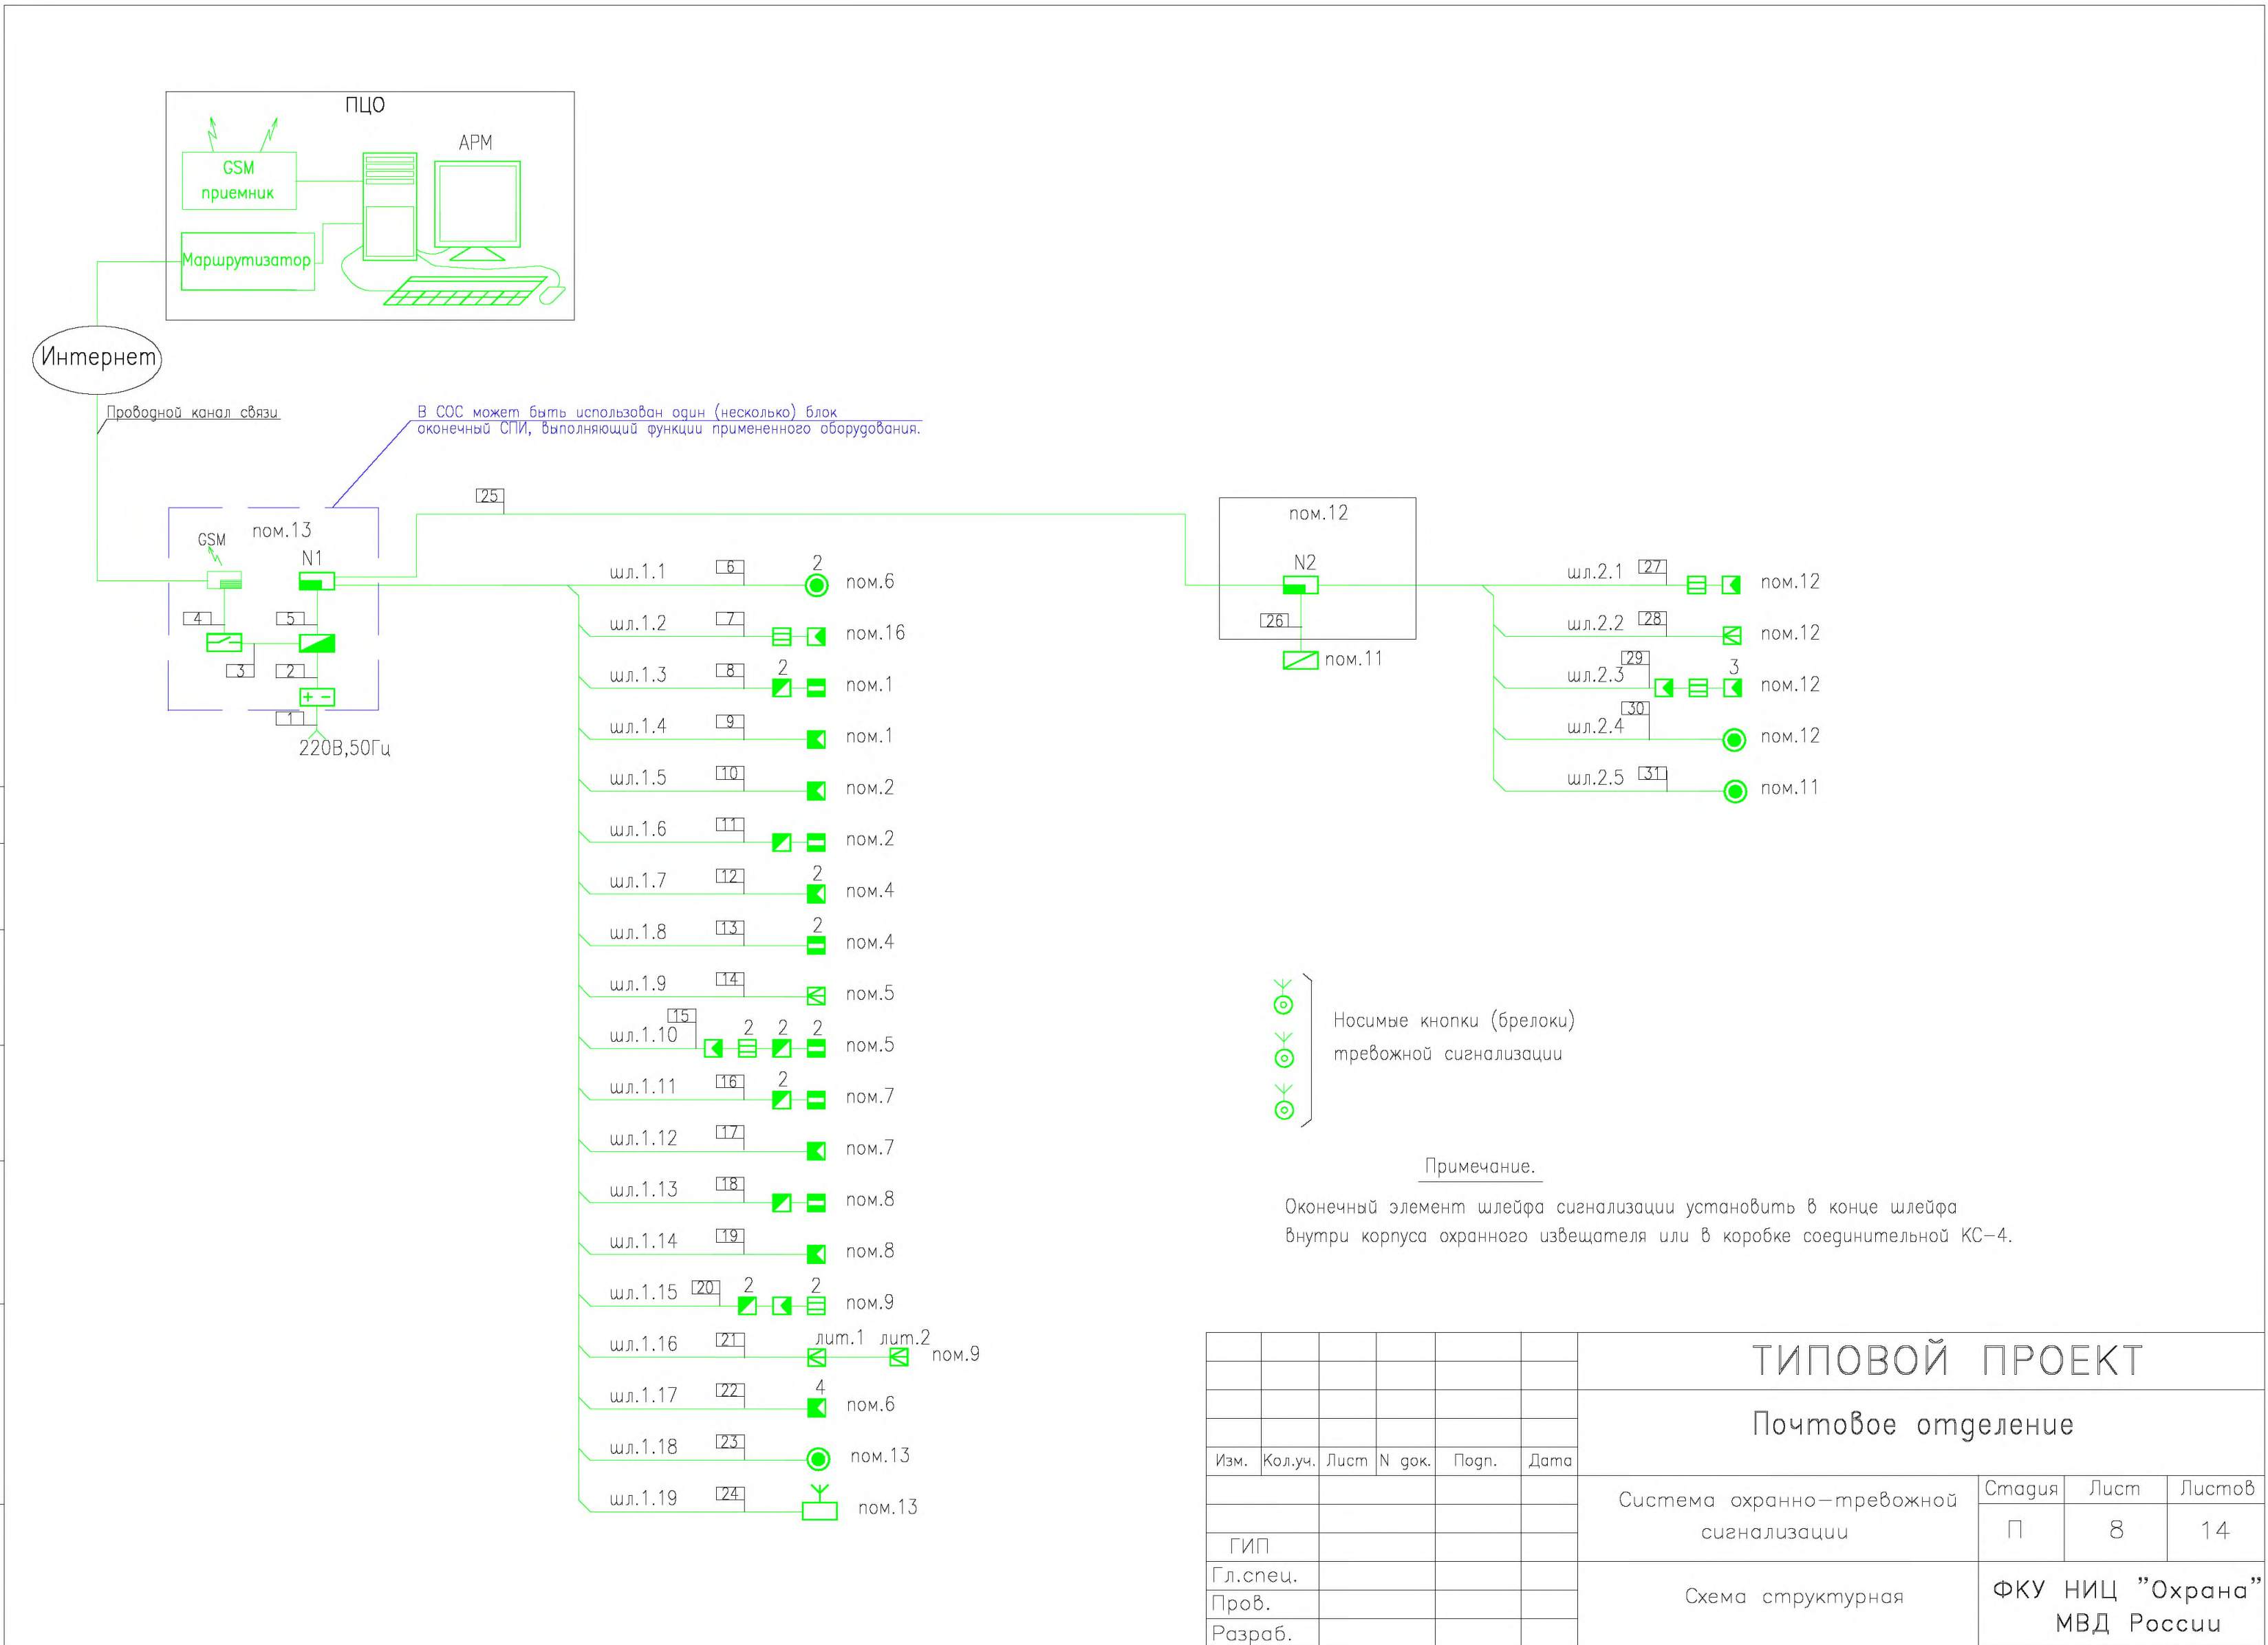 ПЦО
АРМ
GSM
приемник
Маршрутизатор
Интернет
Проводной канал связи
В СОС может быть использован один (несколько) блок
оконечный СПИ, выполняющий функции примененного оборудования.
25
пом.13
GSM
N1
4
5
3
2
+ -
1
220В,50Гц
шл.1.1 6 2 пом.6
шл.1.2 7 пом.16
шл.1.3 8 2 пом.1
шл.1.4 9 пом.1
шл.1.5 10 пом.2
шл.1.6 11 пом.2
шл.1.7 12 2 пом.4
шл.1.8 13 2 пом.4
шл.1.9 14 пом.5
шл.1.10 15 2 2 2 пом.5
шл.1.11 16 2 пом.7
шл.1.12 17 пом.7
шл.1.13 18 пом.8
шл.1.14 19 пом.8
шл.1.15 20 2 2 пом.9
шл.1.16 21 лит.1 лит.2 пом.9
шл.1.17 22 4 пом.6
шл.1.18 23 пом.13
шл.1.19 24 пом.13
пом.12
N2
26
пом.11
шл.2.1 27 пом.12
шл.2.2 28 пом.12
шл.2.3 29 3 пом.12
шл.2.4 30 пом.12
шл.2.5 31 пом.11
Носимые кнопки (брелоки)
тревожной сигнализации
Примечание.
Оконечный элемент шлейфа сигнализации установить в конце шлейфа
внутри корпуса охранного извещателя или в коробке соединительной КС-4.
ТИПОВОЙ ПРОЕКТ
Почтовое отделение
Изм. Кол.уч. Лист N док. Подп. Дата
Система охранно-тревожной
сигнализации
Стадия Лист Листов
П 8 14
ГИП
Гл.спец.
Пров.
Разраб.
Схема структурная
ФКУ НИЦ "Охрана"
МВД России